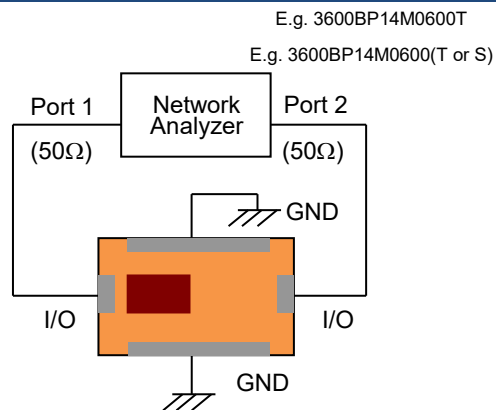 E.g. 3600BP14M0600T
E.g. 3600BP14M0600(T or S)
Port 1
Network
Analyzer
Port 2
(50Ω)
(50Ω)
GND
I/O
I/O
GND